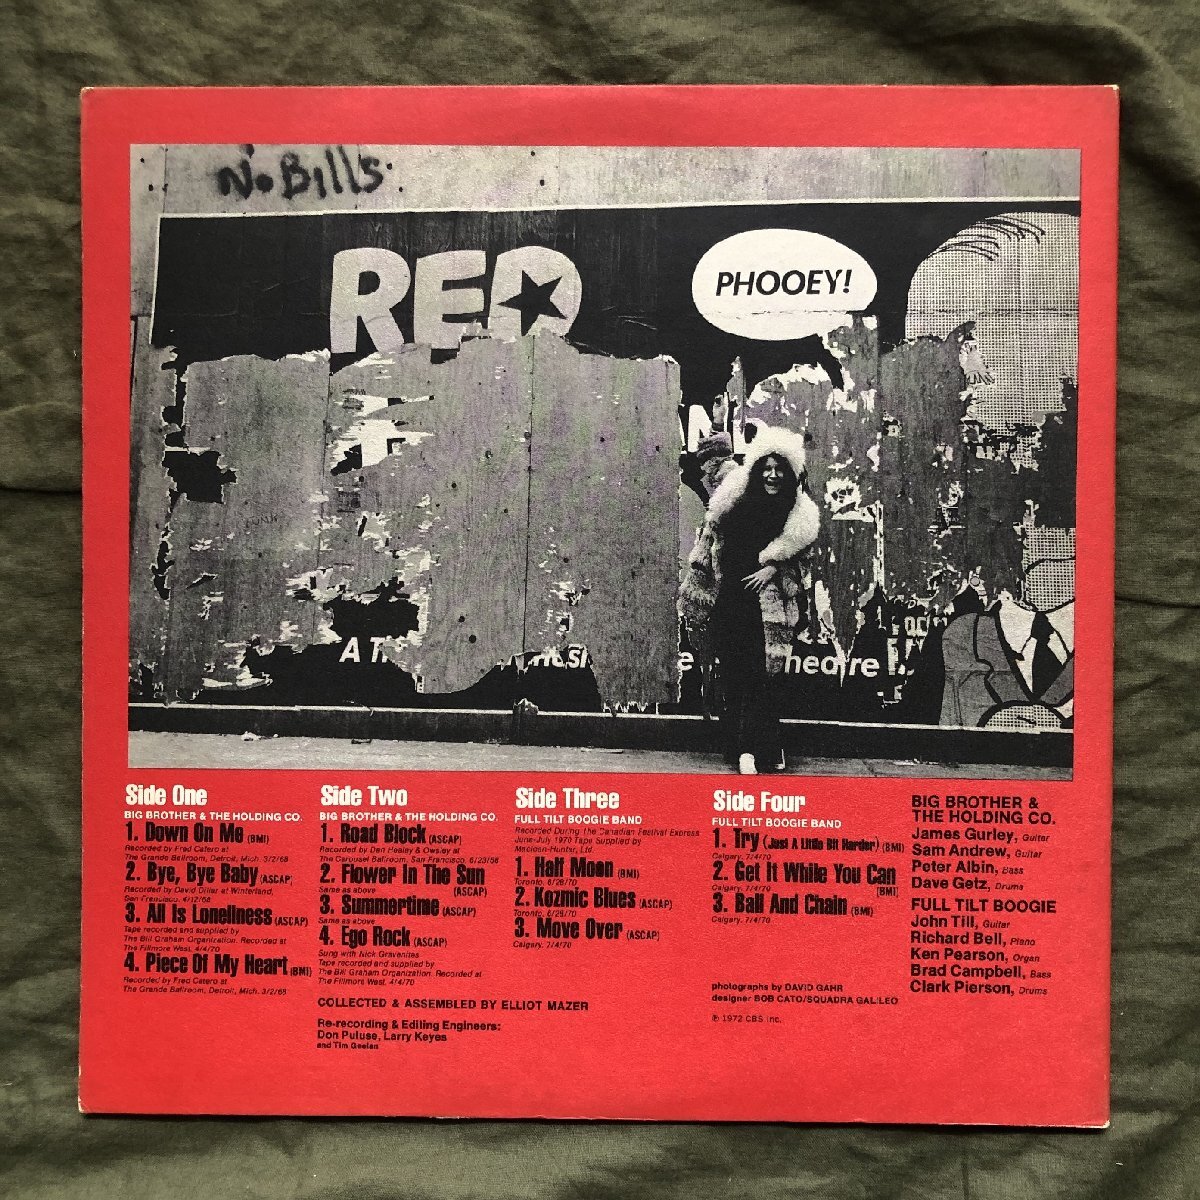 No Bills
RED
PHOOEY!
A
heatre
Side One
BIG BROTHER & THE HOLDING CO.
1. Down On Me (BMI)
Recorded by Fred Catero at
The Grande Ballroom, Detroit, Mich. 3/2/68
2. Bye, Bye Baby (ASCAP)
Recorded by David Diller at Winterland,
San Francisco. 4/12/68
3. All Is Loneliness (ASCAP)
Tape recorded and supplied by
The Bill Graham Organization. Recorded at
The Fillmore West. 4/4/70
4. Piece Of My Heart (BMI)
Recorded by Fred Catero at
The Grande Ballroom, Detroit, Mich. 3/2/68
Side Two
BIG BROTHER & THE HOLDING CO.
1. Road Block (ASCAP)
Recorded by Dan Healey & Owsley at
The Carousel Ballroom, San Francisco. 6/23/68
2. Flower In The Sun
(ASCAP)
Same as above
3. Summertime (ASCAP)
Same as above
4. Ego Rock (ASCAP)
Sung with Nick Gravenites
Tape recorded and supplied by
The Bill Graham Organization. Recorded at
The Fillmore West. 4/4/70
COLLECTED & ASSEMBLED BY ELLIOT MAZER
Re-recording & Editing Engineers:
Don Puluse, Larry Keyes
and Tim Geelan
Side Three
FULL TILT BOOGIE BAND
Recorded During the Canadian Festival Express
June-July 1970 Tape Supplied by
Medden-Hunter, Ltd.
1. Half Moon (BMI)
Toronto. 6/28/70
2. Kozmic Blues (ASCAP)
Toronto. 6/28/70
3. Move Over (ASCAP)
Calgary. 7/4/70
Side Four
FULL TILT BOOGIE BAND
1. Try (Just A Little Bit Harder) (BMI)
Calgary. 7/4/70
2. Get It While You Can
(BMI)
Calgary. 7/4/70
3. Ball And Chain (BMI)
Calgary. 7/4/70
photographs by DAVID GAHR
designer BOB CATO/SQUADRA GALILEO
℗ 1972 CBS Inc.
BIG BROTHER &
THE HOLDING CO.
James Gurley, Guitar
Sam Andrew, Guitar
Peter Albin, Bass
Dave Getz, Drums
FULL TILT BOOGIE
John Till, Guitar
Richard Bell, Piano
Ken Pearson, Organ
Brad Campbell, Bass
Clark Pierson, Drums